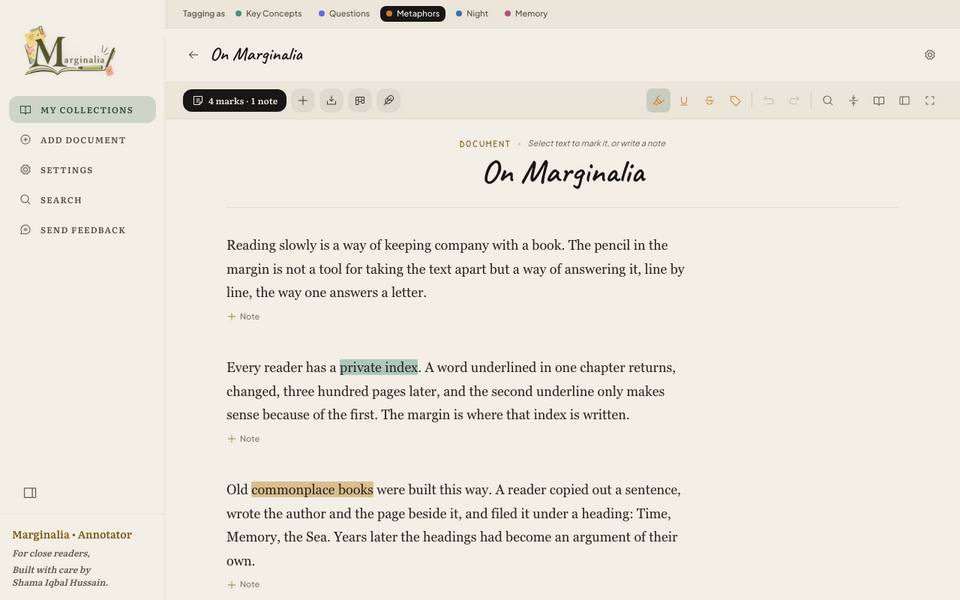 Marginalia
MY COLLECTIONS
ADD DOCUMENT
SETTINGS
SEARCH
SEND FEEDBACK
Marginalia • Annotator
For close readers,
Built with care by
Shama Iqbal Hussain.
Tagging as Key Concepts Questions Metaphors Night Memory
On Marginalia
4 marks · 1 note
DOCUMENT • Select text to mark it, or write a note
On Marginalia
Reading slowly is a way of keeping company with a book. The pencil in the
margin is not a tool for taking the text apart but a way of answering it, line by
line, the way one answers a letter.
Note
Every reader has a private index. A word underlined in one chapter returns,
changed, three hundred pages later, and the second underline only makes
sense because of the first. The margin is where that index is written.
Note
Old commonplace books were built this way. A reader copied out a sentence,
wrote the author and the page beside it, and filed it under a heading: Time,
Memory, the Sea. Years later the headings had become an argument of their
own.
Note